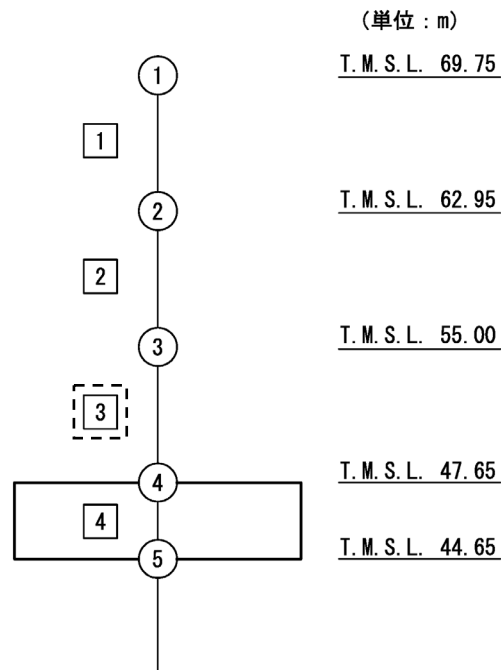 (単位:m)
① T.M.S.L. 69.75
1
② T.M.S.L. 62.95
2
③ T.M.S.L. 55.00
3
④ T.M.S.L. 47.65
4
⑤ T.M.S.L. 44.65